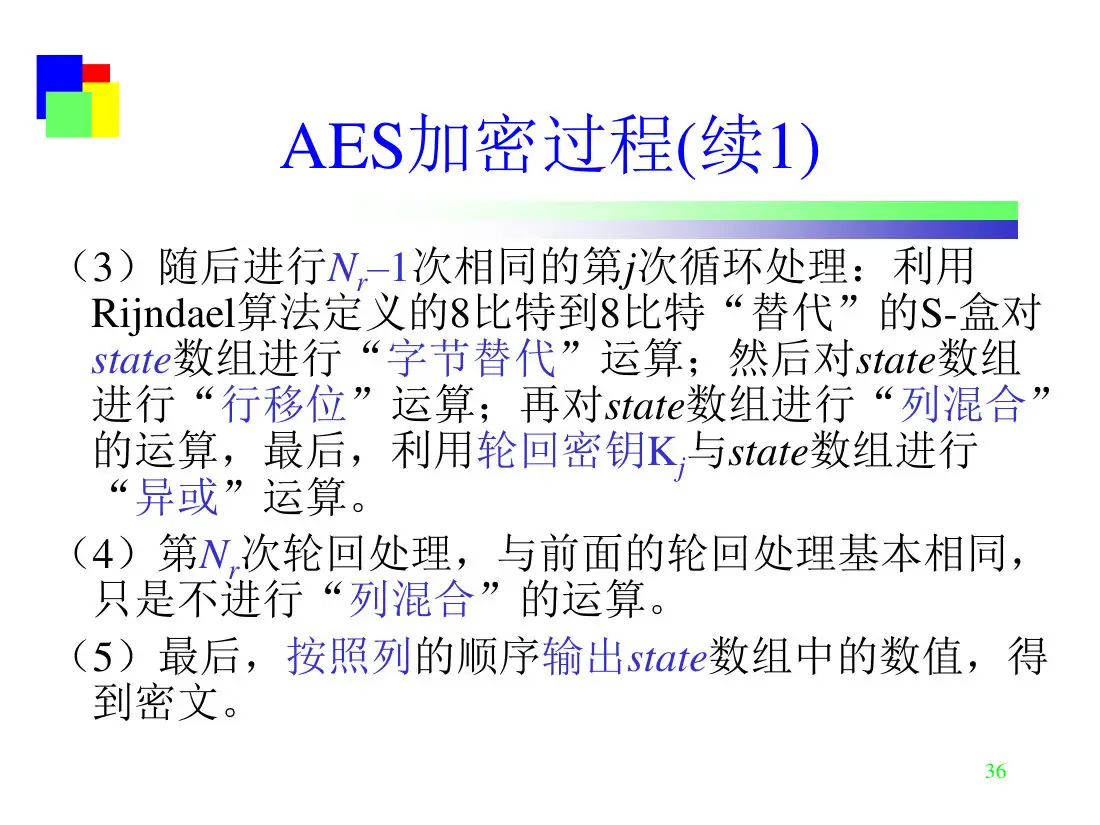 AES加密过程(续1)
（3）随后进行Nr–1次相同的第j次循环处理：利用
Rijndael算法定义的8比特到8比特“替代”的S-盒对
state数组进行“字节替代”运算；然后对state数组
进行“行移位”运算；再对state数组进行“列混合”
的运算，最后，利用轮回密钥Kj与state数组进行
“异或”运算。
（4）第Nr次轮回处理，与前面的轮回处理基本相同，
只是不进行“列混合”的运算。
（5）最后，按照列的顺序输出state数组中的数值，得
到密文。
36